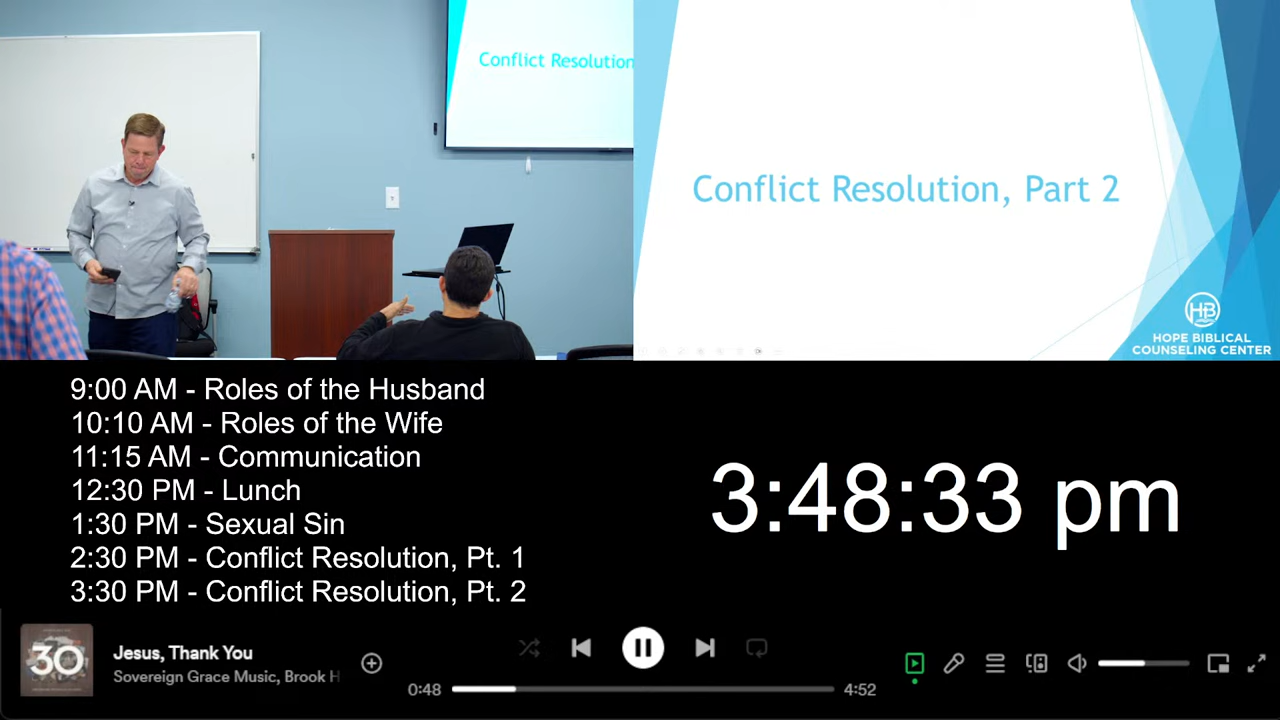 Conflict Resolution
Conflict Resolution, Part 2
HB
HOPE BIBLICAL
COUNSELING CENTER
9:00 AM - Roles of the Husband
10:10 AM - Roles of the Wife
11:15 AM - Communication
12:30 PM - Lunch
1:30 PM - Sexual Sin
2:30 PM - Conflict Resolution, Pt. 1
3:30 PM - Conflict Resolution, Pt. 2
3:48:33 pm
30
Jesus, Thank You
Sovereign Grace Music, Brook H
0:48
4:52